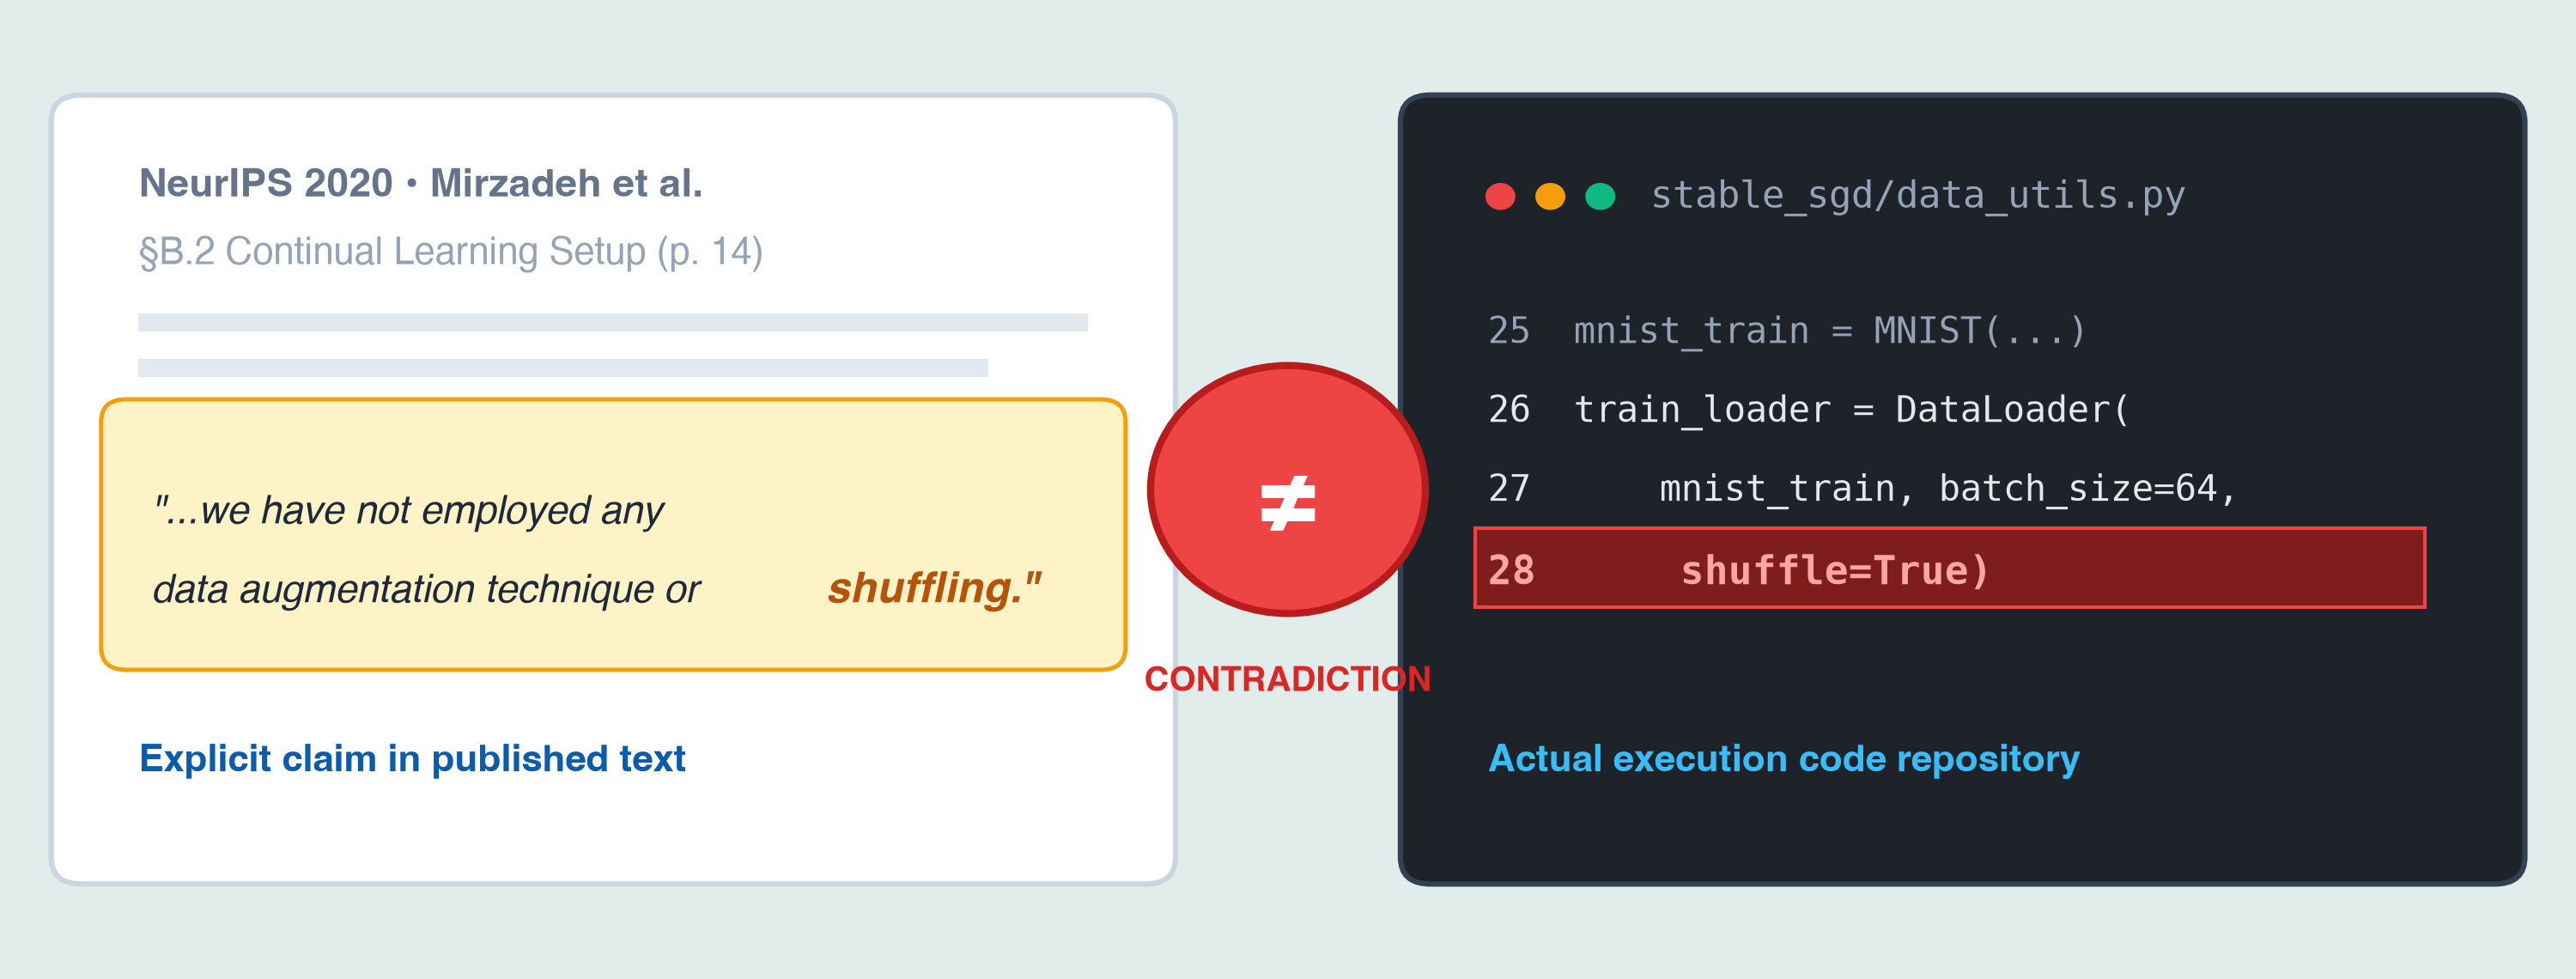 NeurIPS 2020 • Mirzadeh et al.
§B.2 Continual Learning Setup (p. 14)
"...we have not employed any
data augmentation technique or shuffling."
Explicit claim in published text
≠
CONTRADICTION
stable_sgd/data_utils.py
25 mnist_train = MNIST(...)
26 train_loader = DataLoader(
27 mnist_train, batch_size=64,
28 shuffle=True)
Actual execution code repository